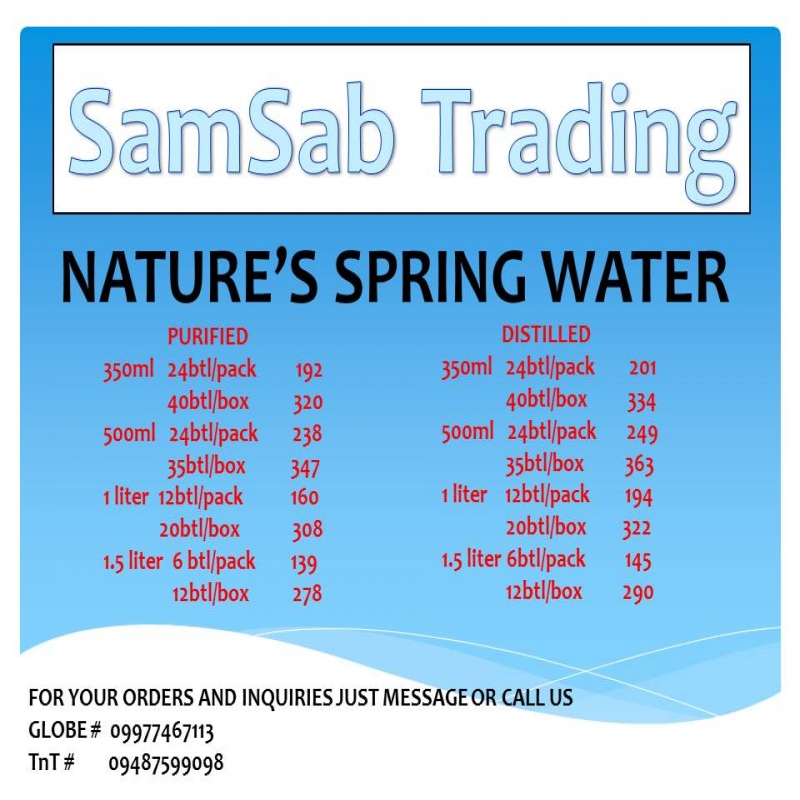 SamSab Trading
NATURE'S SPRING WATER
PURIFIED
350ml 24btl/pack 192
40btl/box 320
500ml 24btl/pack 238
35btl/box 347
1 liter 12btl/pack 160
20btl/box 308
1.5 liter 6 btl/pack 139
12btl/box 278
DISTILLED
350ml 24btl/pack 201
40btl/box 334
500ml 24btl/pack 249
35btl/box 363
1 liter 12btl/pack 194
20btl/box 322
1.5 liter 6btl/pack 145
12btl/box 290
FOR YOUR ORDERS AND INQUIRIES JUST MESSAGE OR CALL US
GLOBE # 09977467113
TnT # 09487599098